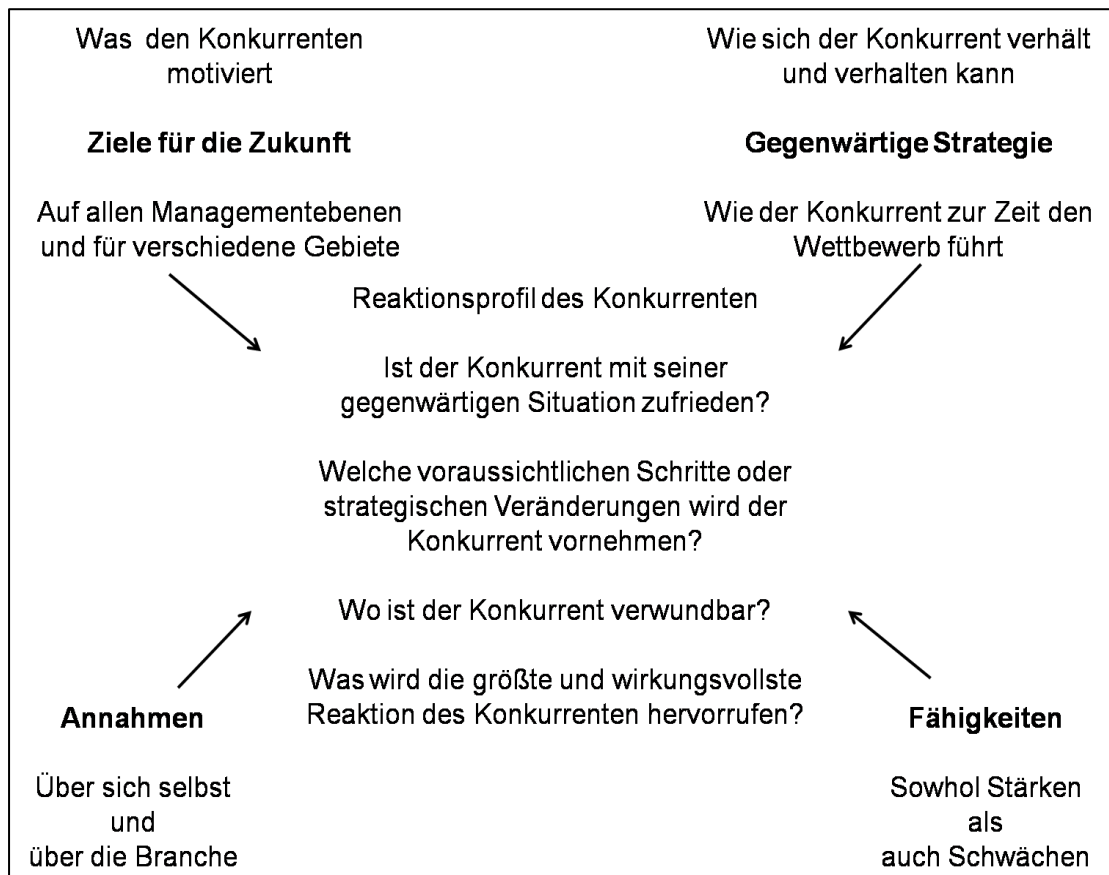 Was den Konkurrenten
motiviert
Ziele für die Zukunft
Auf allen Managementebenen
und für verschiedene Gebiete
Wie sich der Konkurrent verhält
und verhalten kann
Gegenwärtige Strategie
Wie der Konkurrent zur Zeit den
Wettbewerb führt
Reaktionsprofil des Konkurrenten
Ist der Konkurrent mit seiner
gegenwärtigen Situation zufrieden?
Welche voraussichtlichen Schritte oder
strategischen Veränderungen wird der
Konkurrent vornehmen?
Wo ist der Konkurrent verwundbar?
Was wird die größte und wirkungsvollste
Reaktion des Konkurrenten hervorrufen?
Annahmen
Über sich selbst
und
über die Branche
Fähigkeiten
Sowhol Stärken
als
auch Schwächen